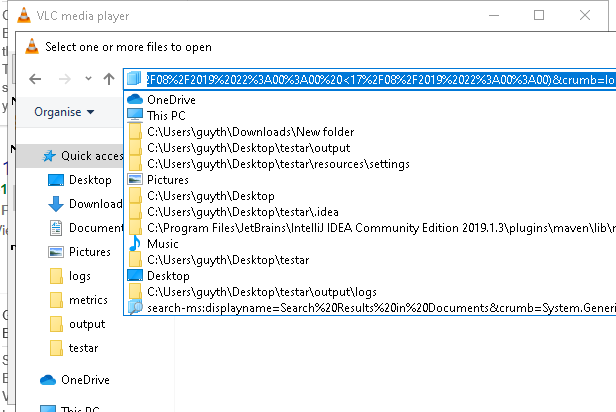 VLC media player
Select one or more files to open
2F08%2F2019%2022%3A00%3A00%20<17%2F08%2F2019%2022%3A00%3A00)&crumb=lo
Organise
OneDrive
This PC
C:\Users\guyth\Downloads\New folder
C:\Users\guyth\Desktop\testar\output
C:\Users\guyth\Desktop\testar\resources\settings
Pictures
C:\Users\guyth\Desktop
C:\Users\guyth\Desktop\testar\.idea
C:\Program Files\JetBrains\IntelliJ IDEA Community Edition 2019.1.3\plugins\maven\lib\
Music
C:\Users\guyth\Desktop\testar
Desktop
C:\Users\guyth\Desktop\testar\output\logs
search-ms:displayname=Search%20Results%20in%20Documents&crumb=System.Generi
Quick acces
Desktop
Download
Document
Pictures
logs
metrics
output
testar
OneDrive
This PC